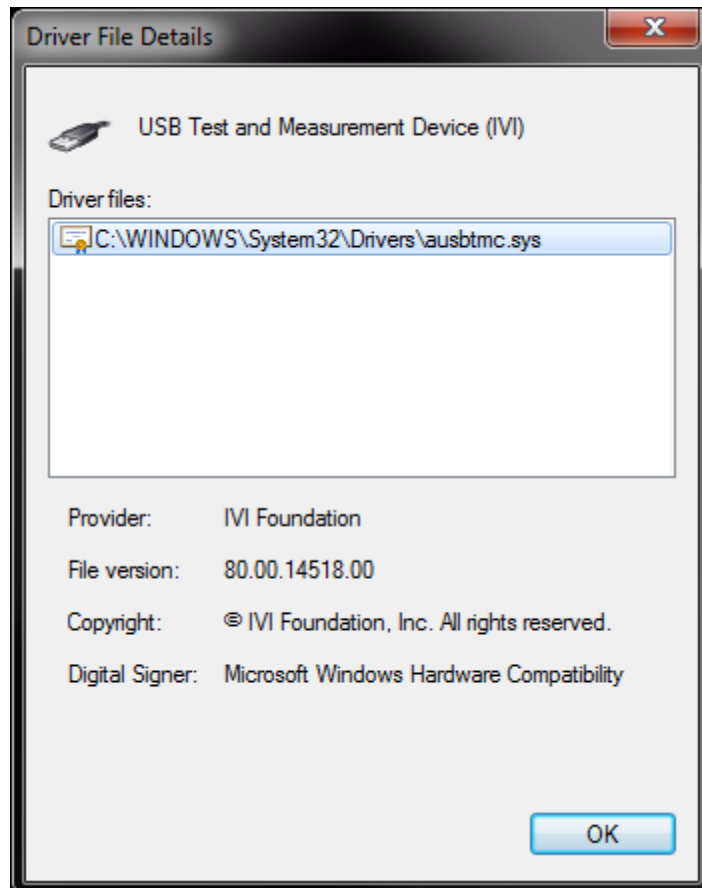 Driver File Details
USB Test and Measurement Device (IVI)
Driver files:
C:\WINDOWS\System32\Drivers\ausbtmc.sys
Provider: IVI Foundation
File version: 80.00.14518.00
Copyright: © IVI Foundation, Inc. All rights reserved.
Digital Signer: Microsoft Windows Hardware Compatibility
OK